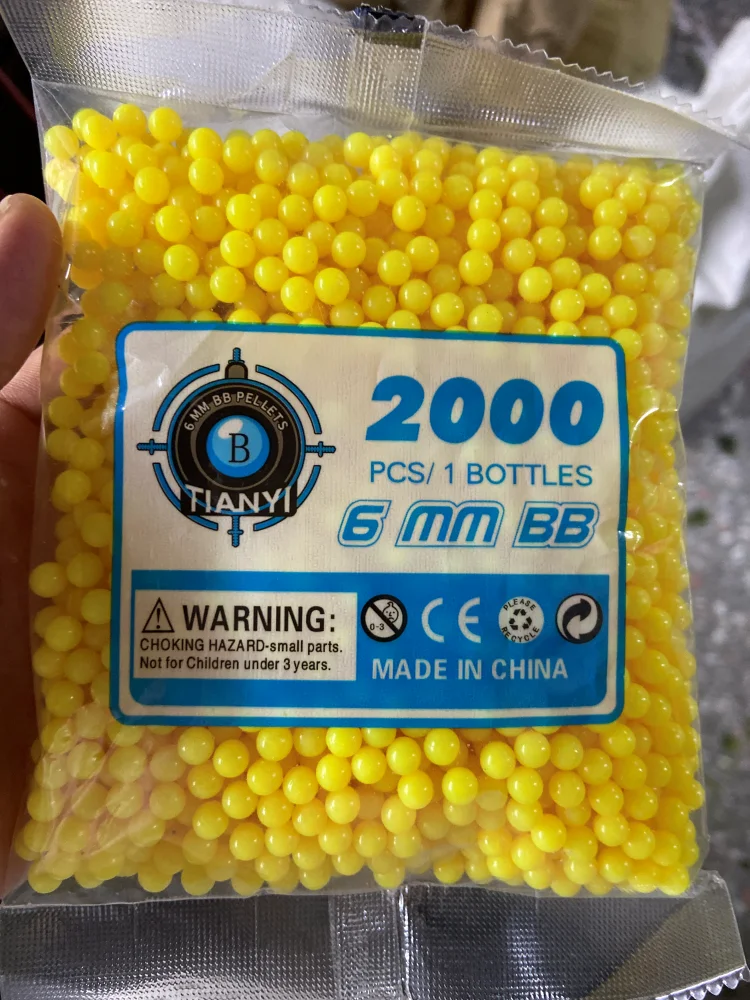 6 MM BB PELLETS
B
TIANYI
2000
PCS/ 1 BOTTLES
6 MM BB
WARNING:
CHOKING HAZARD-small parts.
Not for Children under 3 years.
0-3
CE
PLEASE
RECYCLE
MADE IN CHINA